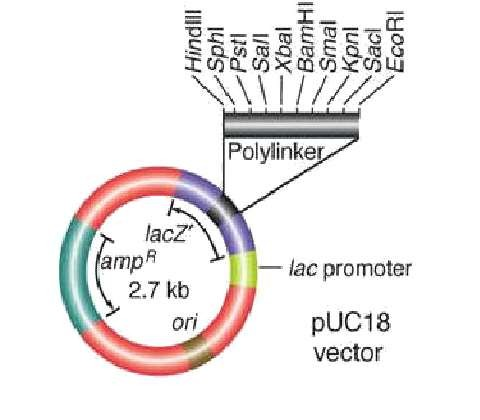 HindIII
SphI
PstI
SalI
XbaI
BamHI
SmaI
KpnI
SacI
EcoRI
Polylinker
lacZ'
amp R
2.7 kb
ori
lac promoter
pUC18
vector